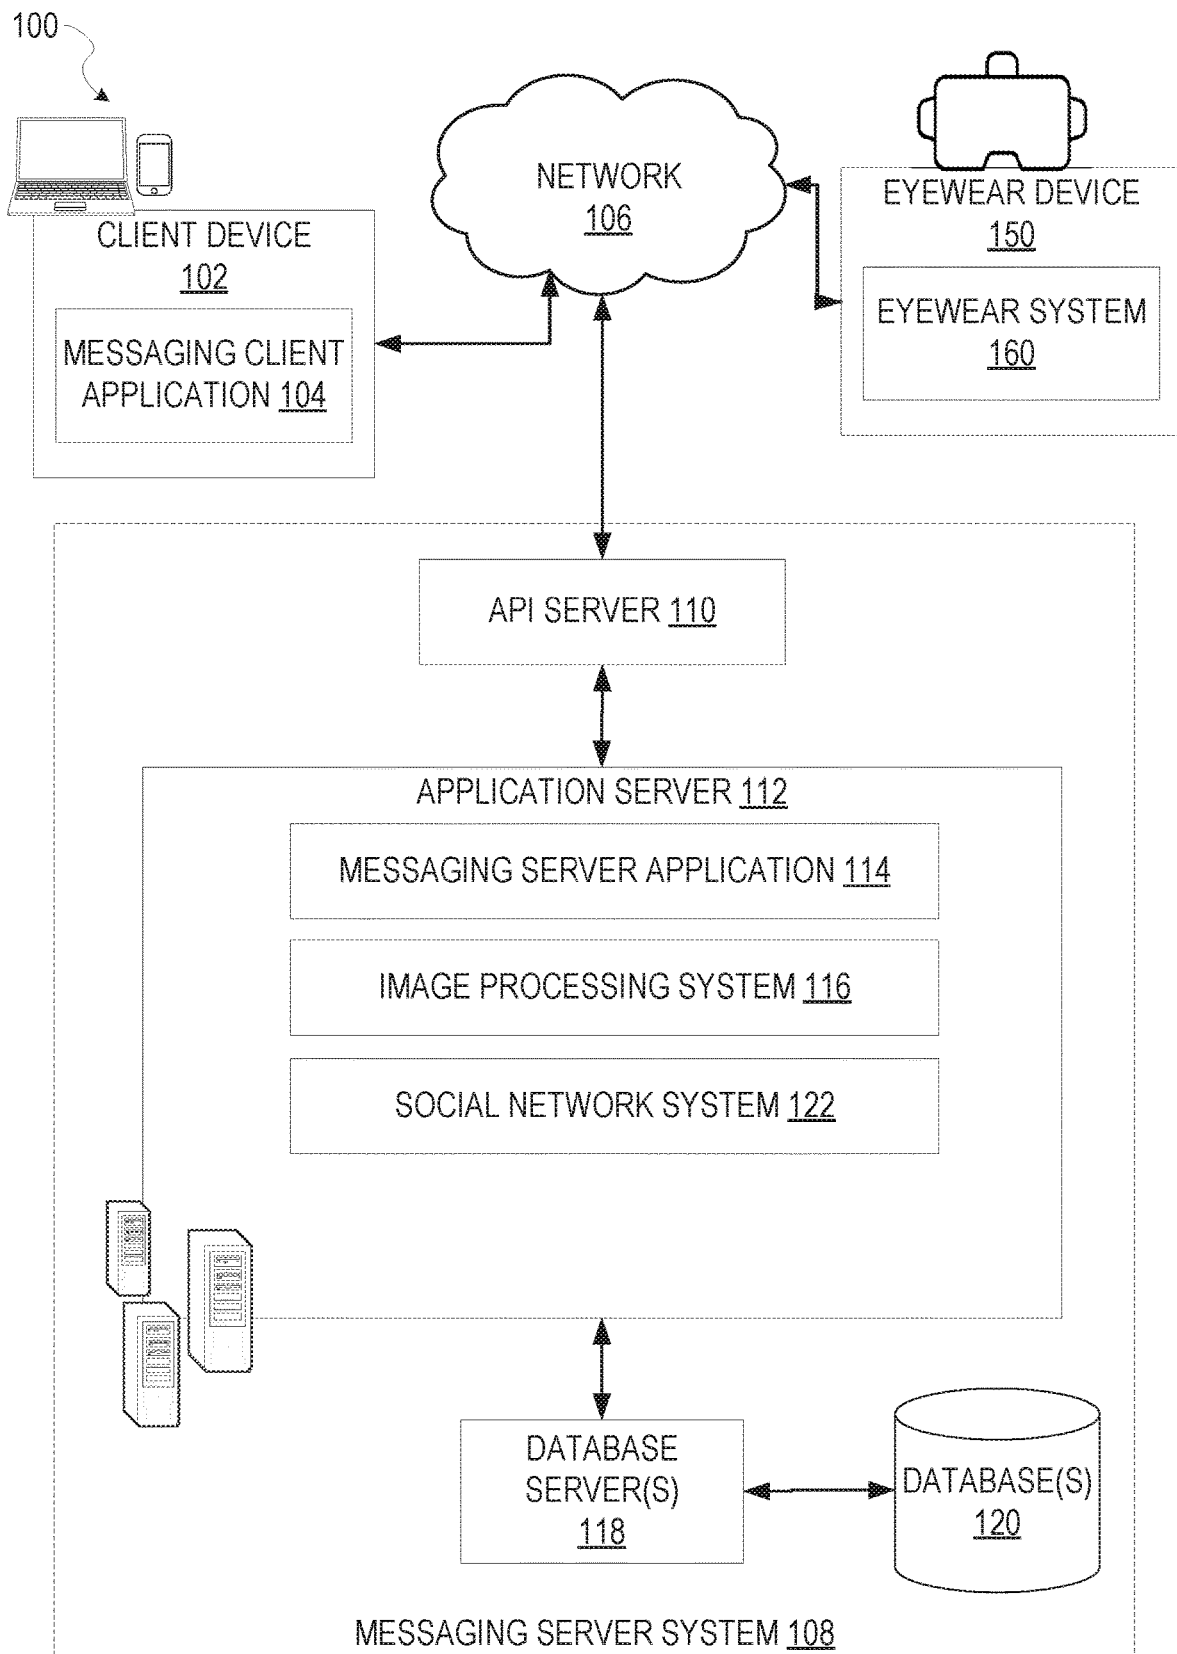 100
NETWORK
106
EYEWEAR DEVICE
150
EYEWEAR SYSTEM
160
CLIENT DEVICE
102
MESSAGING CLIENT
APPLICATION 104
API SERVER 110
APPLICATION SERVER 112
MESSAGING SERVER APPLICATION 114
IMAGE PROCESSING SYSTEM 116
SOCIAL NETWORK SYSTEM 122
DATABASE
SERVER(S)
118
DATABASE(S)
120
MESSAGING SERVER SYSTEM 108